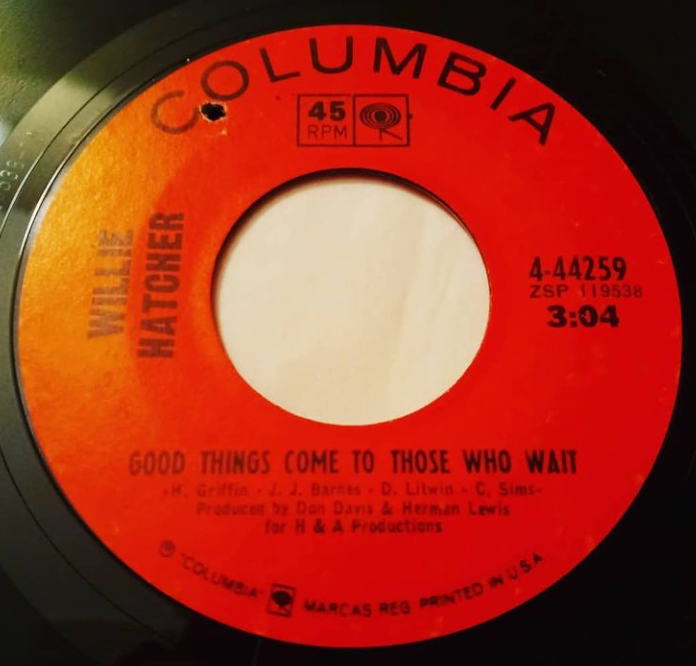 COLUMBIA
45
RPM
WILLIE
HATCHER
4-44259
ZSP 119538
3:04
GOOD THINGS COME TO THOSE WHO WAIT
-H. Griffin - J. J. Barnes - D. Litwin - C. Sims-
Produced by Don Davis & Herman Lewis
for H & A Productions
℗ "COLUMBIA" MARCAS REG. PRINTED IN U.S.A.